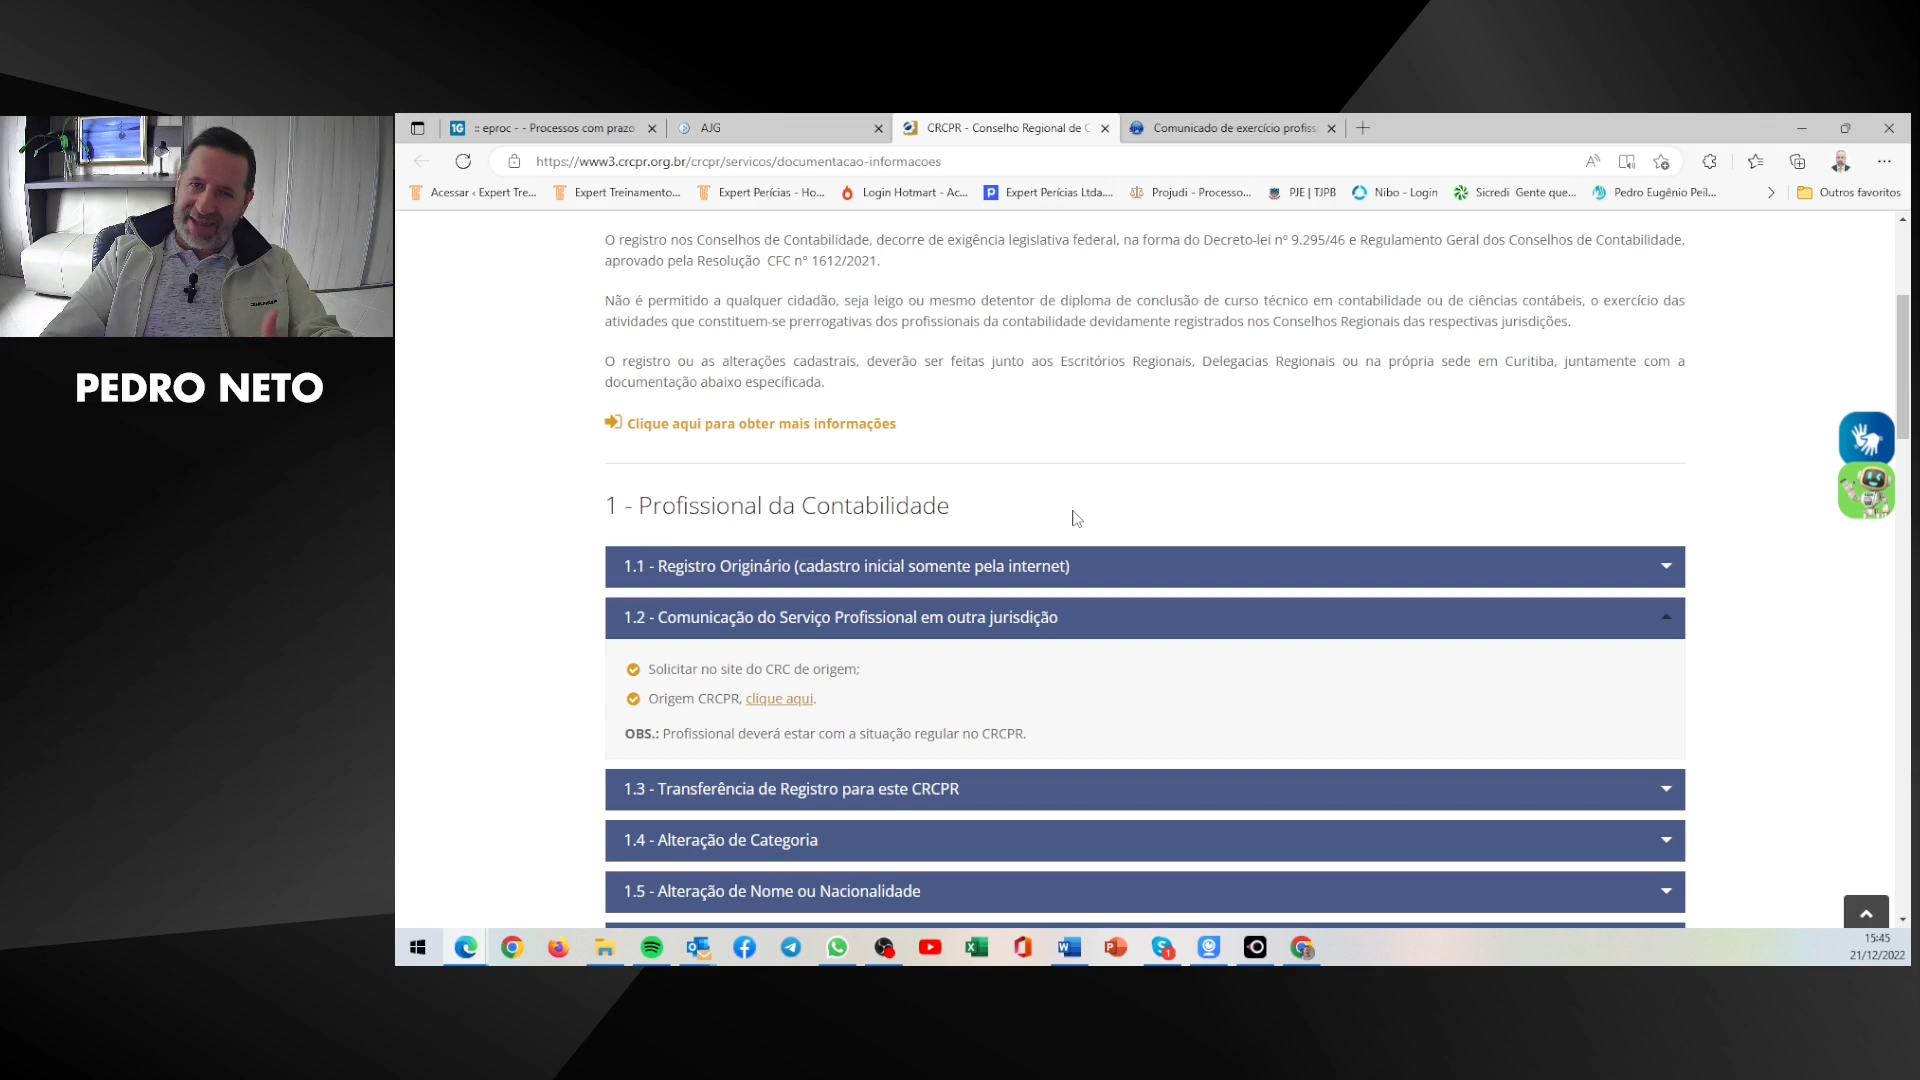 :: eproc - - Processos com prazo
AJG
CRCPR - Conselho Regional de C
Comunicado de exercício profiss
https://www3.crcpr.org.br/crcpr/servicos/documentacao-informacoes
Acessar ‹ Expert Tre...
Expert Treinamento...
Expert Perícias - Ho...
Login Hotmart - Ac...
Expert Perícias Ltda....
Projudi - Processo...
PJE | TJPB
Nibo - Login
Sicredi Gente que...
Pedro Eugênio Peil...
Outros favoritos
PEDRO NETO
O registro nos Conselhos de Contabilidade, decorre de exigência legislativa federal, na forma do Decreto-lei nº 9.295/46 e Regulamento Geral dos Conselhos de Contabilidade,
aprovado pela Resolução CFC n° 1612/2021.
Não é permitido a qualquer cidadão, seja leigo ou mesmo detentor de diploma de conclusão de curso técnico em contabilidade ou de ciências contábeis, o exercício das
atividades que constituem-se prerrogativas dos profissionais da contabilidade devidamente registrados nos Conselhos Regionais das respectivas jurisdições.
O registro ou as alterações cadastrais, deverão ser feitas junto aos Escritórios Regionais, Delegacias Regionais ou na própria sede em Curitiba, juntamente com a
documentação abaixo específicada.
Clique aqui para obter mais informações
1 - Profissional da Contabilidade
1.1 - Registro Originário (cadastro inicial somente pela internet)
1.2 - Comunicação do Serviço Profissional em outra jurisdição
Solicitar no site do CRC de origem;
Origem CRCPR, clique aqui.
OBS.: Profissional deverá estar com a situação regular no CRCPR.
1.3 - Transferência de Registro para este CRCPR
1.4 - Alteração de Categoria
1.5 - Alteração de Nome ou Nacionalidade
15:45
21/12/2022